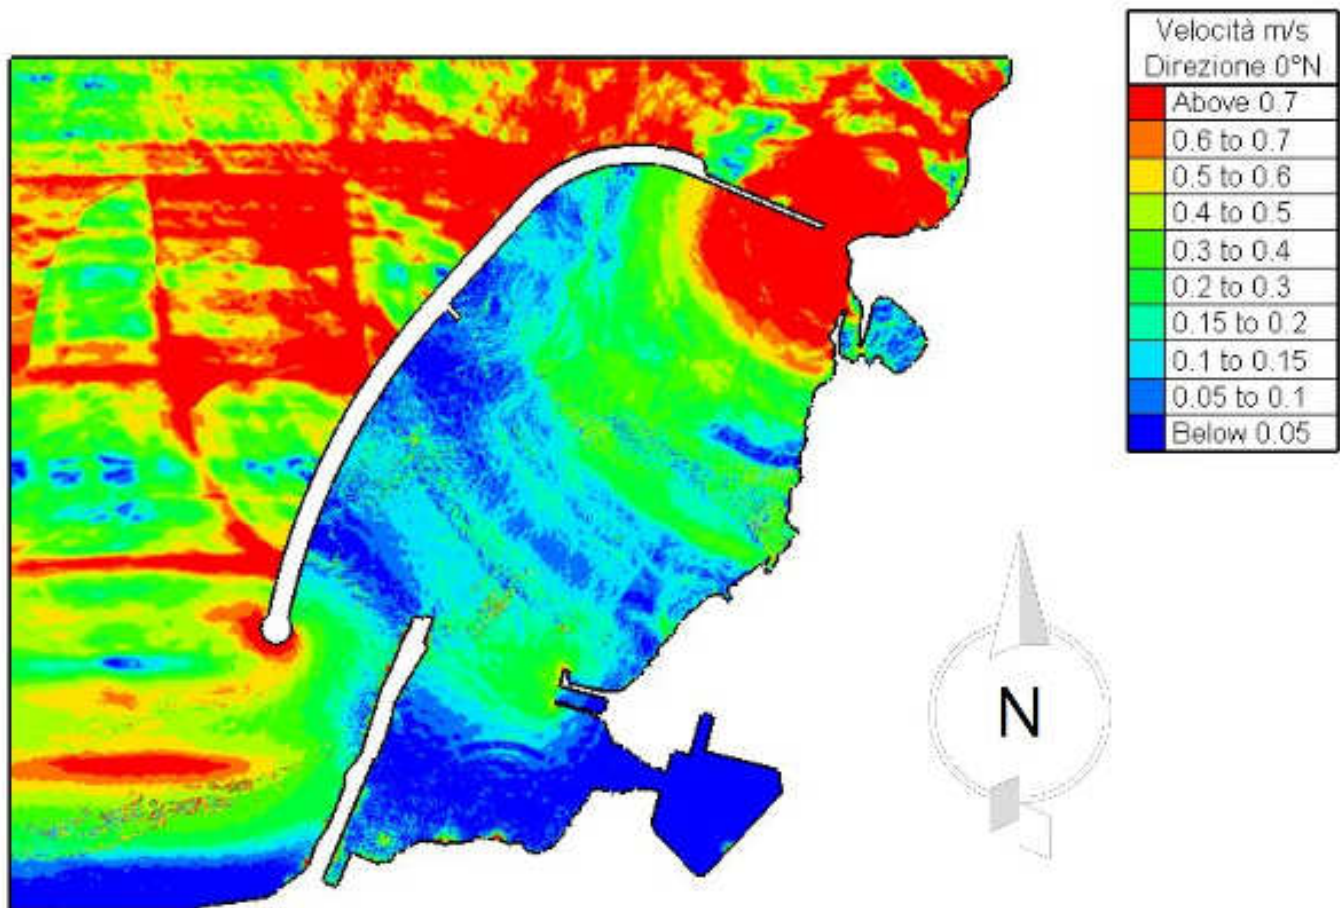 Velocità m/s
Direzione 0°N
Above 0.7
0.6 to 0.7
0.5 to 0.6
0.4 to 0.5
0.3 to 0.4
0.2 to 0.3
0.15 to 0.2
0.1 to 0.15
0.05 to 0.1
Below 0.05
N